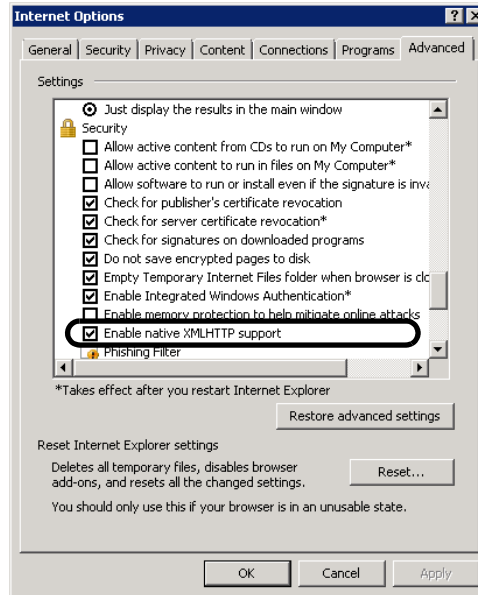 Internet Options
General Security Privacy Content Connections Programs Advanced
Settings
Just display the results in the main window
Security
Allow active content from CDs to run on My Computer*
Allow active content to run in files on My Computer*
Allow software to run or install even if the signature is inva
Check for publisher's certificate revocation
Check for server certificate revocation*
Check for signatures on downloaded programs
Do not save encrypted pages to disk
Empty Temporary Internet Files folder when browser is clo
Enable Integrated Windows Authentication*
Enable memory protection to help mitigate online attacks
Enable native XMLHTTP support
Phishing Filter
*Takes effect after you restart Internet Explorer
Restore advanced settings
Reset Internet Explorer settings
Deletes all temporary files, disables browser
add-ons, and resets all the changed settings.
Reset...
You should only use this if your browser is in an unusable state.
OK Cancel Apply